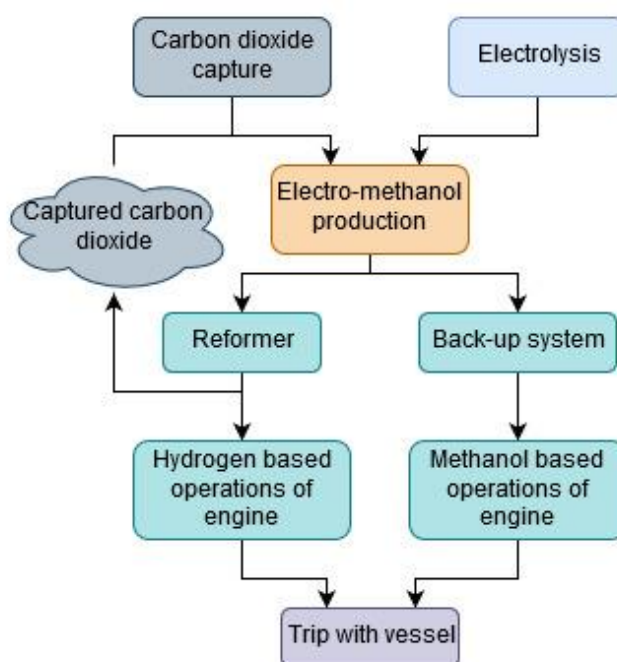 Carbon dioxide
capture
Electrolysis
Captured carbon
dioxide
Electro-methanol
production
Reformer
Back-up system
Hydrogen based
operations of
engine
Methanol based
operations of
engine
Trip with vessel